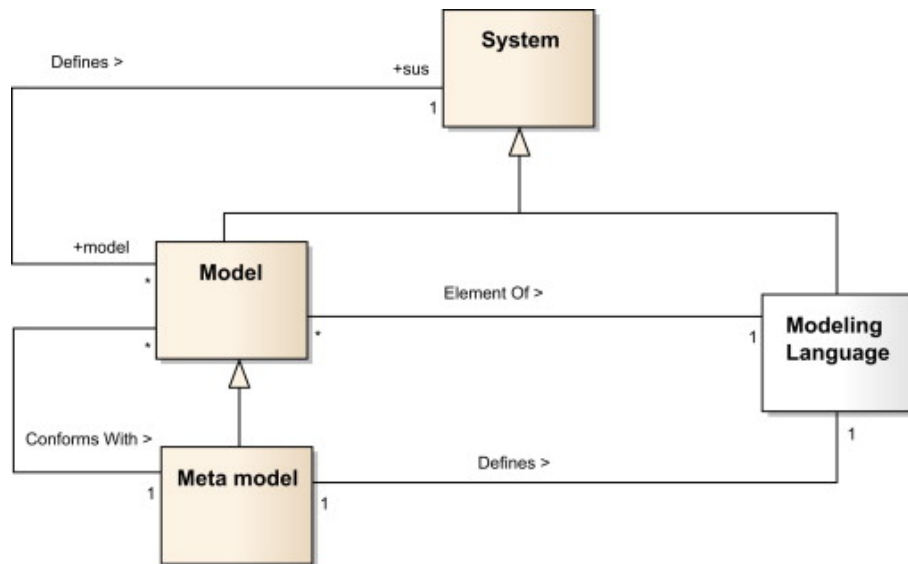 System
Defines >
+sus
1
+model
*
Model
Element Of >
*
1
Modeling
Language
*
Conforms With >
1
Meta model
1
Defines >
1